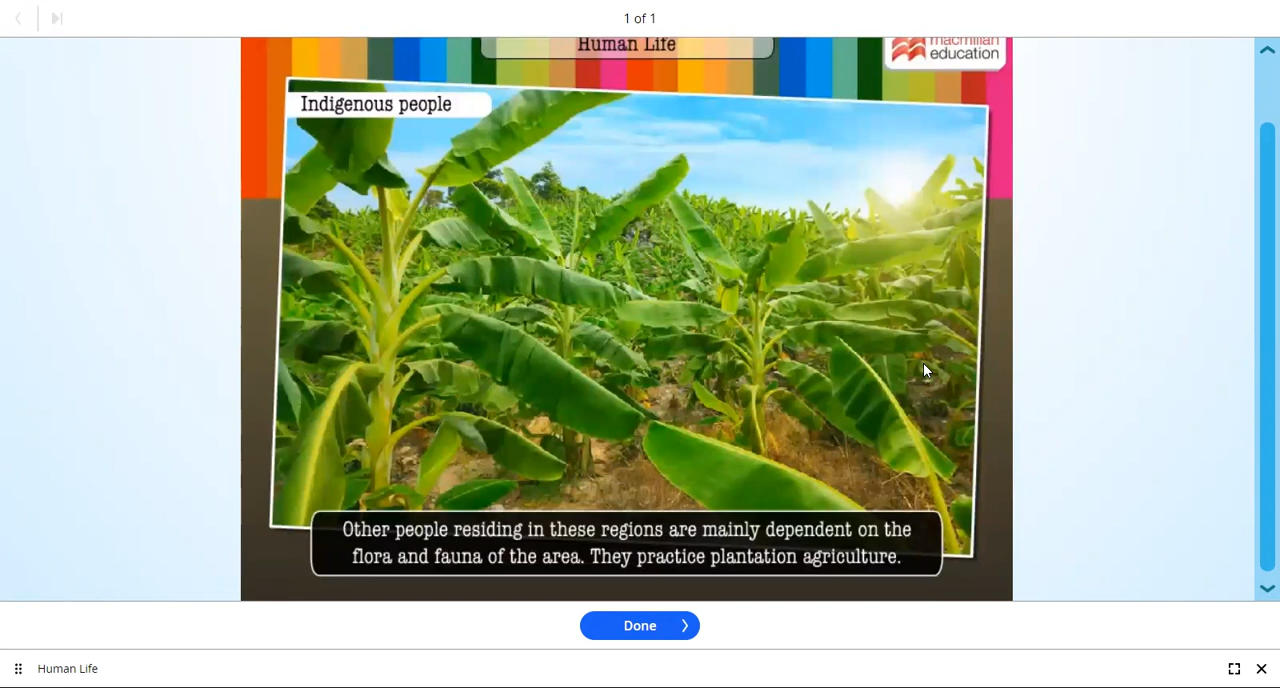 1 of 1
Human Life
macmillan
education
Indigenous people
Other people residing in these regions are mainly dependent on the
flora and fauna of the area. They practice plantation agriculture.
Done
Human Life